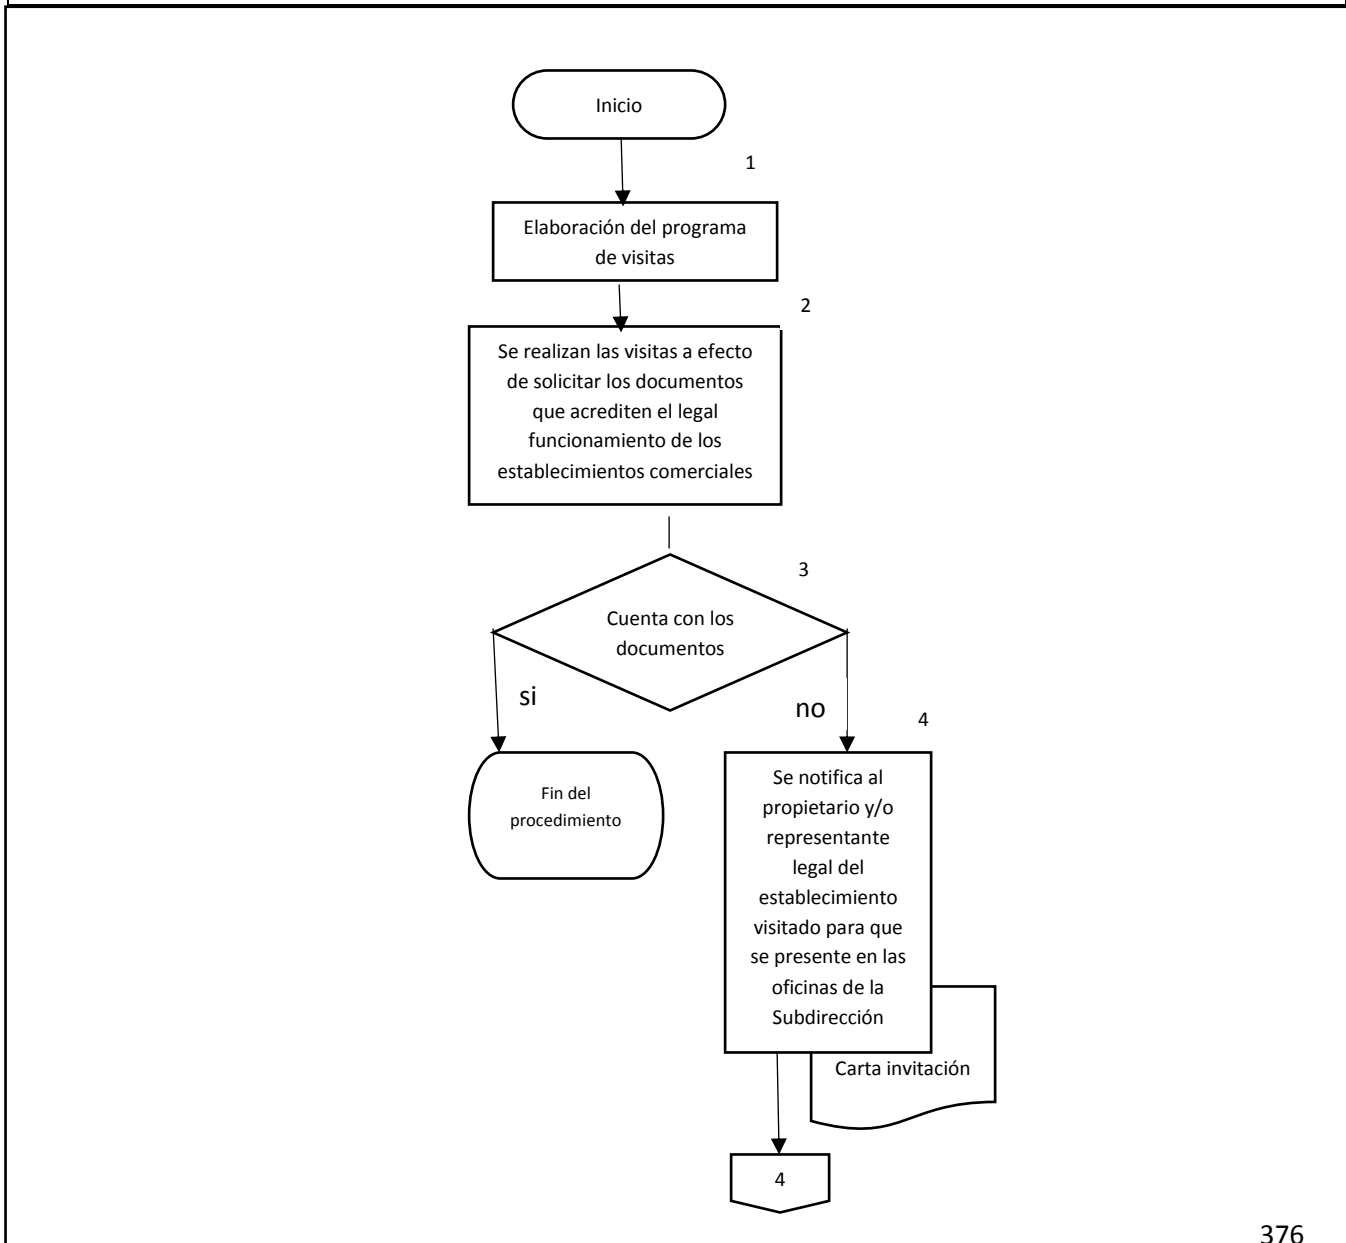 Inicio
1
Elaboración del programa
de visitas
2
Se realizan las visitas a efecto
de solicitar los documentos
que acrediten el legal
funcionamiento de los
establecimientos comerciales
3
Cuenta con los
documentos
si
no
4
Fin del
procedimiento
Se notifica al
propietario y/o
representante
legal del
establecimiento
visitado para que
se presente en las
oficinas de la
Subdirección
Carta invitación
4
376